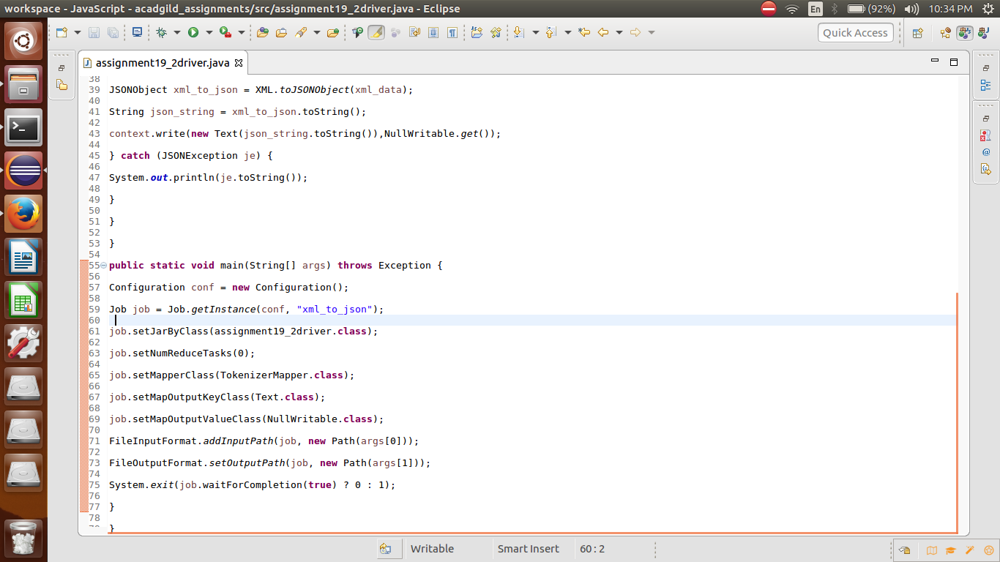 workspace - JavaScript - acadgild_assignments/src/assignment19_2driver.java - Eclipse
En
(92%)
10:34 PM
Quick Access
assignment19_2driver.java
38
39 JSONObject xml_to_json = XML.toJSONObject(xml_data);
40
41 String json_string = xml_to_json.toString();
42
43 context.write(new Text(json_string.toString()),NullWritable.get());
44
45 } catch (JSONException je) {
46
47 System.out.println(je.toString());
48
49 }
50
51 }
52
53 }
54
55 public static void main(String[] args) throws Exception {
56
57 Configuration conf = new Configuration();
58
59 Job job = Job.getInstance(conf, "xml_to_json");
60
61 job.setJarByClass(assignment19_2driver.class);
62
63 job.setNumReduceTasks(0);
64
65 job.setMapperClass(TokenizerMapper.class);
66
67 job.setMapOutputKeyClass(Text.class);
68
69 job.setMapOutputValueClass(NullWritable.class);
70
71 FileInputFormat.addInputPath(job, new Path(args[0]));
72
73 FileOutputFormat.setOutputPath(job, new Path(args[1]));
74
75 System.exit(job.waitForCompletion(true) ? 0 : 1);
76
77 }
78
79 }
Writable
Smart Insert
60 : 2